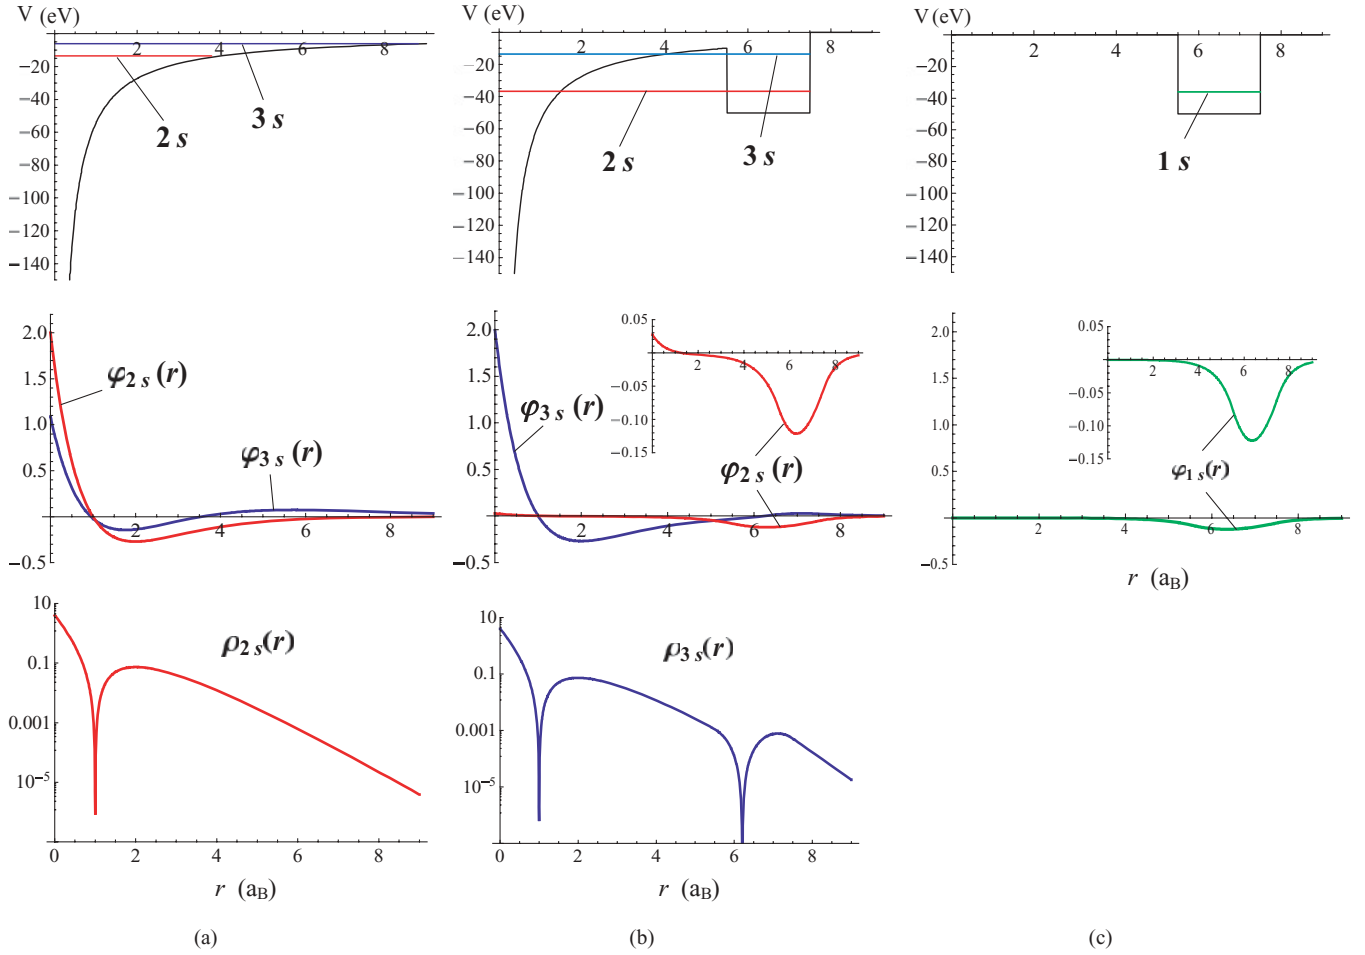 V (eV)
2 4 6 8
−20
−40
−60
−80
−100
−120
−140
2 s
3 s
V (eV)
2 4 6 8
−20
−40
−60
−80
−100
−120
−140
2 s
3 s
V (eV)
2 4 6 8
−20
−40
−60
−80
−100
−120
−140
1 s
2.0
1.5
1.0
0.5
−0.5
2 4 6 8
φ2 s (r)
φ3 s (r)
2.0
1.5
1.0
0.5
−0.5
2 4 6 8
φ3 s (r)
φ2 s (r)
0.05
−0.05
−0.10
−0.15
2 4 6 8
2.0
1.5
1.0
0.5
−0.5
2 4 6 8
0.05
−0.05
−0.10
−0.15
2 4 6 8
φ1 s(r)
r (aB)
10
0.1
0.001
10−5
0 2 4 6 8
ρ2 s(r)
r (aB)
10
0.1
0.001
10−5
0 2 4 6 8
ρ3 s(r)
r (aB)
(a)
(b)
(c)